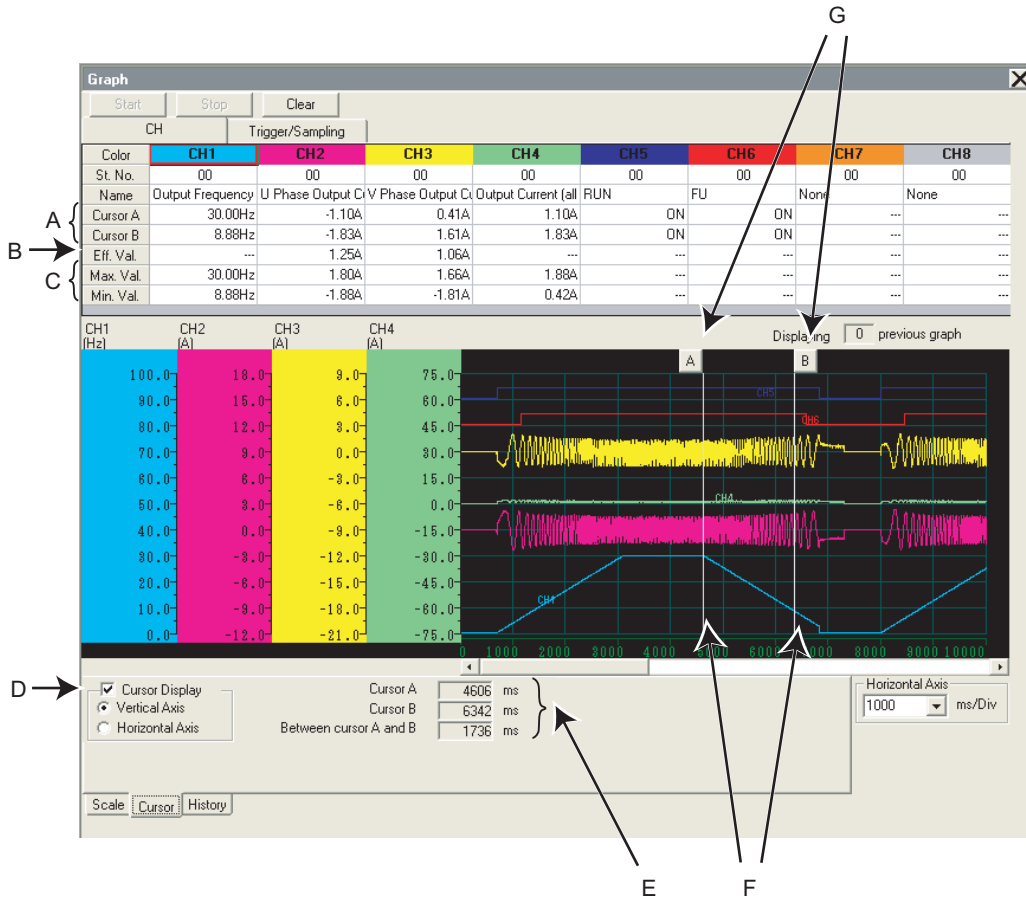 G
Graph
Start Stop Clear
CH Trigger/Sampling
Color CH1 CH2 CH3 CH4 CH5 CH6 CH7 CH8
St. No. 00 00 00 00 00 00 00 00
Name Output Frequency U Phase Output Cu V Phase Output Cu Output Current (all RUN FU None None
A Cursor A 30.00Hz -1.10A 0.41A 1.10A ON ON --- ---
Cursor B 8.88Hz -1.83A 1.61A 1.83A ON ON --- ---
B Eff. Val. --- 1.25A 1.06A --- --- --- --- ---
C Max. Val. 30.00Hz 1.80A 1.66A 1.88A --- --- --- ---
Min. Val. 8.88Hz -1.88A -1.81A 0.42A --- --- --- ---
CH1 CH2 CH3 CH4
(Hz) (A) (A) (A)
Displaying 0 previous graph
A B
100.0 18.0 9.0 75.0
90.0 15.0 6.0 60.0 CH5
80.0 12.0 3.0 45.0 CH6
70.0 9.0 0.0 30.0
60.0 6.0 -3.0 15.0
50.0 3.0 -6.0 0.0 CH4
40.0 0.0 -9.0 -15.0
30.0 -3.0 -12.0 -30.0
20.0 -6.0 -15.0 -45.0
10.0 -9.0 -18.0 -60.0 CH1
0.0 -12.0 -21.0 -75.0
0 1000 2000 3000 4000 5000 6000 7000 8000 9000 10000
D Cursor Display
Vertical Axis
Horizontal Axis
Cursor A 4606 ms
Cursor B 6342 ms
Between cursor A and B 1736 ms
Horizontal Axis
1000 ms/Div
Scale Cursor History
E F